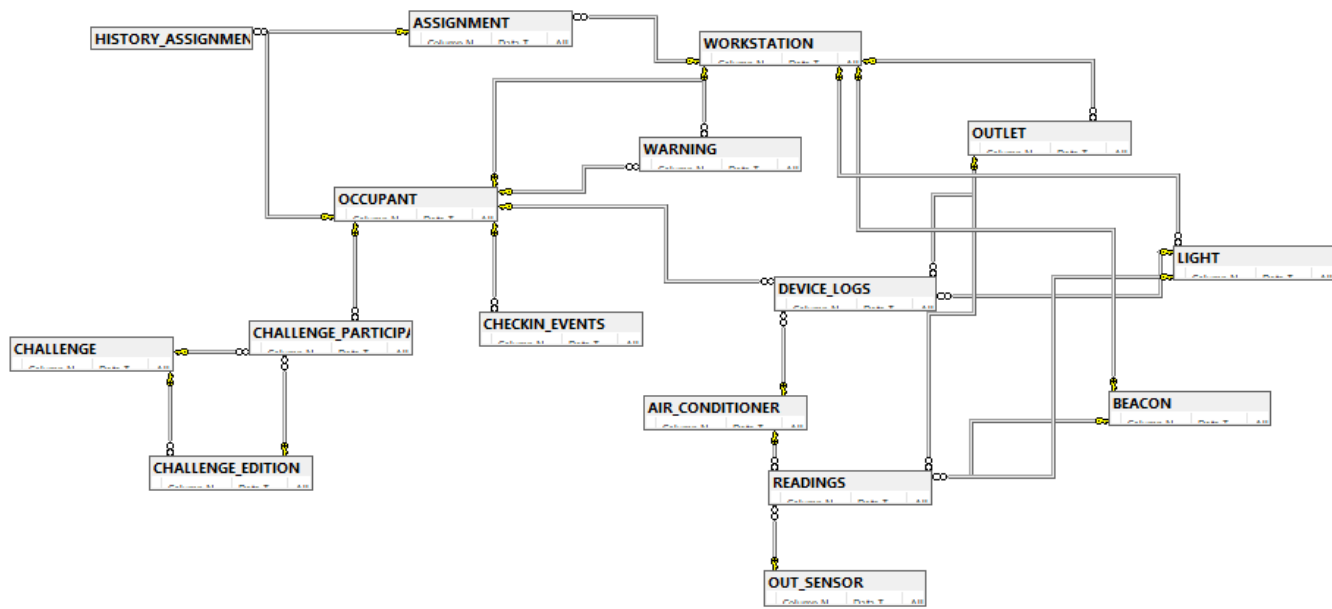 ASSIGNMENT
HISTORY_ASSIGNMEN
WORKSTATION
OUTLET
WARNING
OCCUPANT
LIGHT
DEVICE_LOGS
CHECKIN_EVENTS
CHALLENGE_PARTICIPA
CHALLENGE
AIR_CONDITIONER
BEACON
CHALLENGE_EDITION
READINGS
OUT_SENSOR